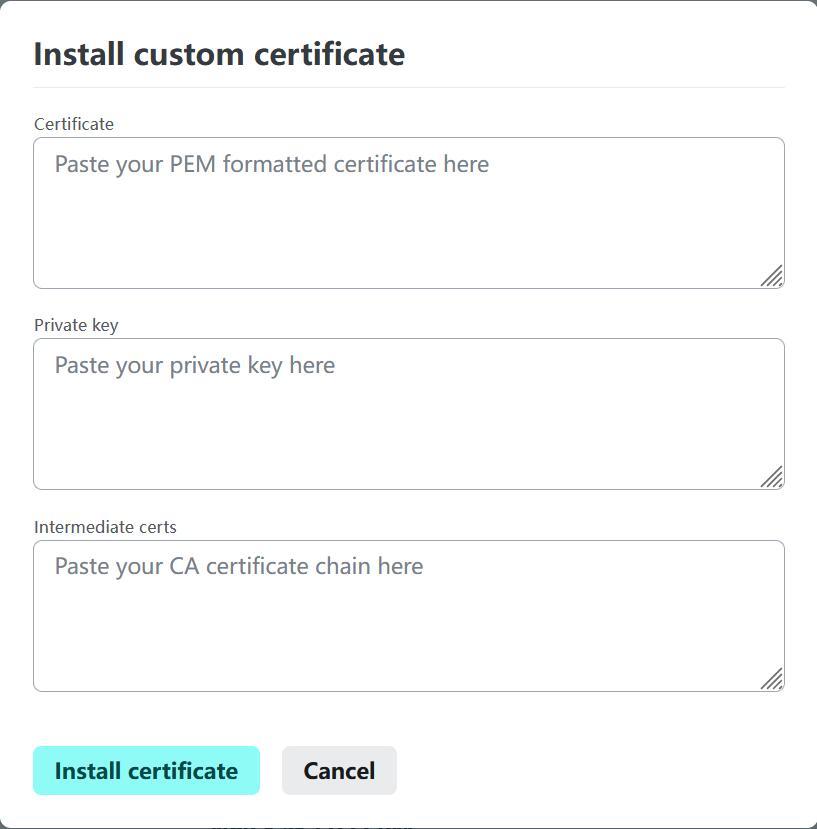 Install custom certificate
Certificate
Paste your PEM formatted certificate here
Private key
Paste your private key here
Intermediate certs
Paste your CA certificate chain here
Install certificate
Cancel